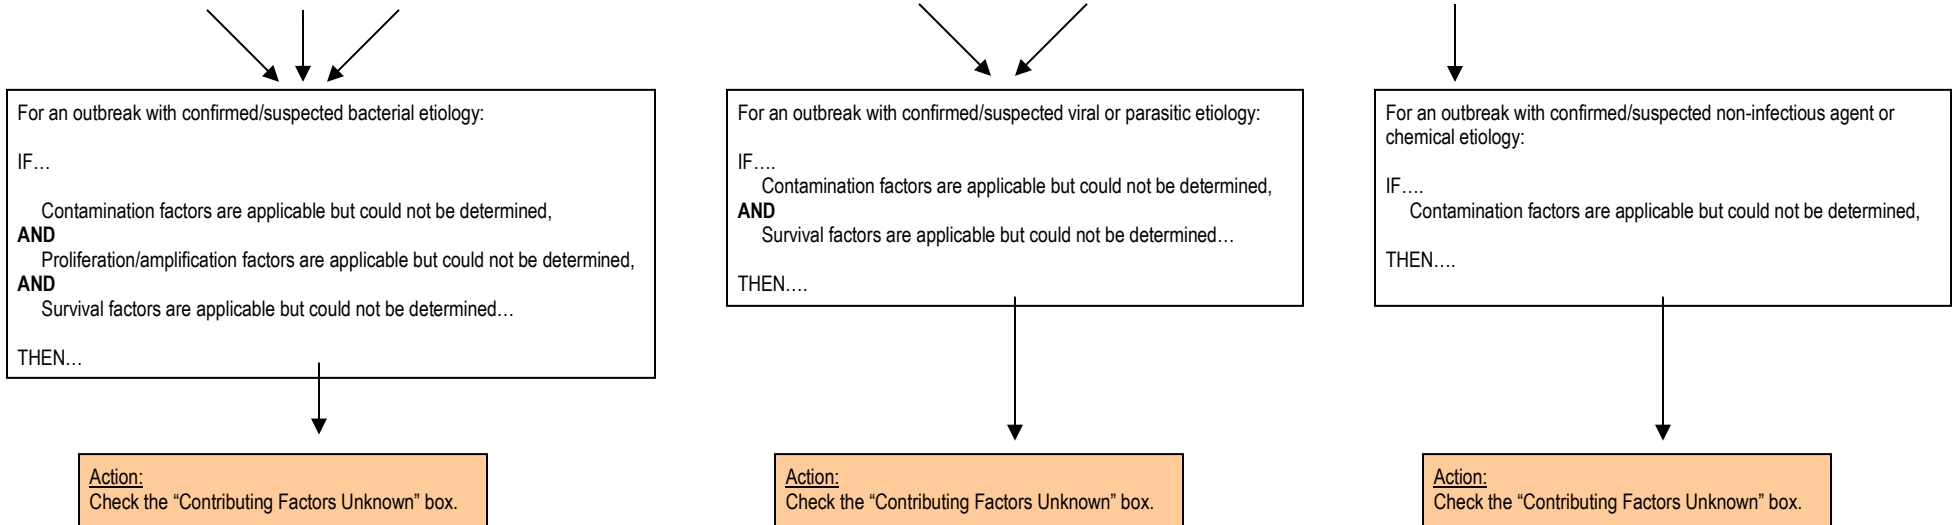 For an outbreak with confirmed/suspected bacterial etiology:
IF…
Contamination factors are applicable but could not be determined,
AND
Proliferation/amplification factors are applicable but could not be determined,
AND
Survival factors are applicable but could not be determined…
THEN…
Action:
Check the “Contributing Factors Unknown” box.
For an outbreak with confirmed/suspected viral or parasitic etiology:
IF….
Contamination factors are applicable but could not be determined,
AND
Survival factors are applicable but could not be determined…
THEN….
Action:
Check the “Contributing Factors Unknown” box.
For an outbreak with confirmed/suspected non-infectious agent or
chemical etiology:
IF….
Contamination factors are applicable but could not be determined,
THEN….
Action:
Check the “Contributing Factors Unknown” box.